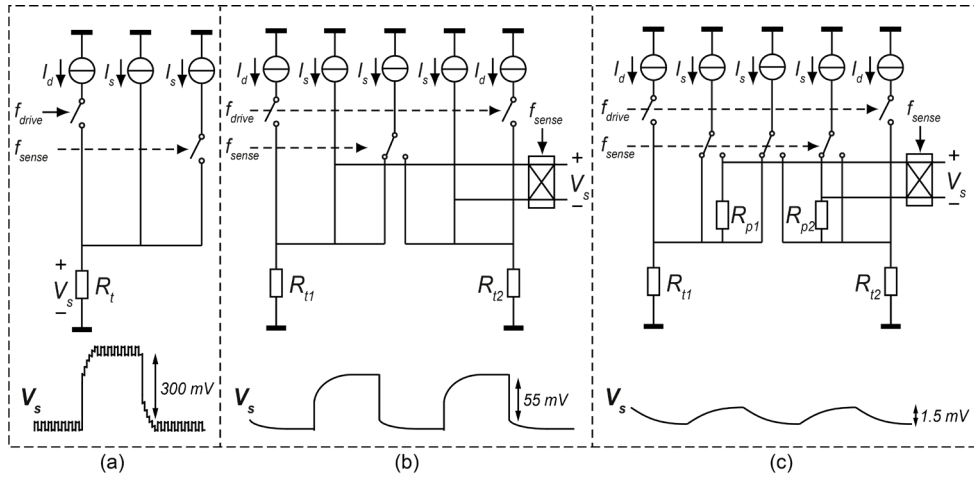 I_d I_s I_s
f_drive
f_sense
+
V_s
−
R_t
V_s
300 mV
(a)
I_d I_s I_s I_s I_d
f_drive
f_sense
f_sense
+
V_s
−
R_t1
R_t2
55 mV
(b)
I_d I_s I_s I_s I_d
f_drive
f_sense
f_sense
+
V_s
−
R_p1
R_p2
R_t1
R_t2
V_s
1.5 mV
(c)
V_s